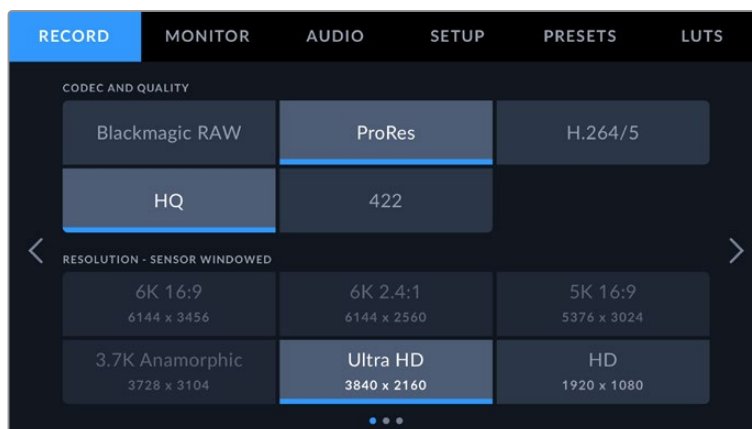 RECORD MONITOR AUDIO SETUP PRESETS LUTS
CODEC AND QUALITY
Blackmagic RAW ProRes H.264/5
HQ 422
RESOLUTION - SENSOR WINDOWED
6K 16:9 6K 2.4:1 5K 16:9
6144 x 3456 6144 x 2560 5376 x 3024
3.7K Anamorphic Ultra HD HD
3728 x 3104 3840 x 2160 1920 x 1080